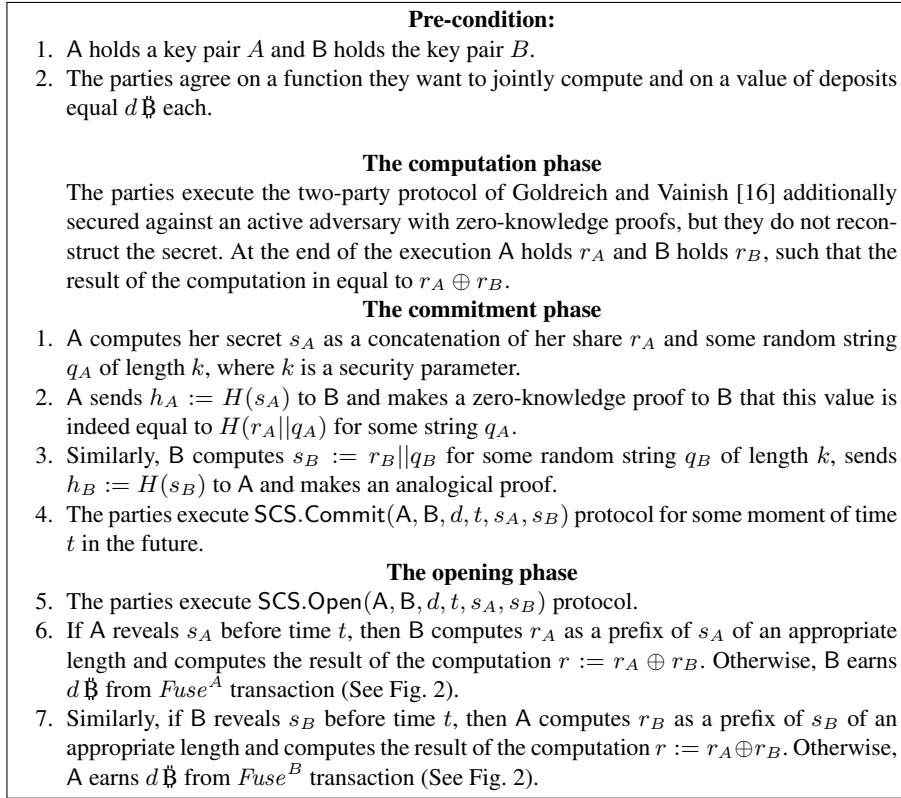 Pre-condition:
1. A holds a key pair A and B holds the key pair B.
2. The parties agree on a function they want to jointly compute and on a value of deposits
equal d ₿ each.
The computation phase
The parties execute the two-party protocol of Goldreich and Vainish [16] additionally
secured against an active adversary with zero-knowledge proofs, but they do not recon-
struct the secret. At the end of the execution A holds r_A and B holds r_B, such that the
result of the computation in equal to r_A ⊕ r_B.
The commitment phase
1. A computes her secret s_A as a concatenation of her share r_A and some random string
q_A of length k, where k is a security parameter.
2. A sends h_A := H(s_A) to B and makes a zero-knowledge proof to B that this value is
indeed equal to H(r_A||q_A) for some string q_A.
3. Similarly, B computes s_B := r_B||q_B for some random string q_B of length k, sends
h_B := H(s_B) to A and makes an analogical proof.
4. The parties execute SCS.Commit(A, B, d, t, s_A, s_B) protocol for some moment of time
t in the future.
The opening phase
5. The parties execute SCS.Open(A, B, d, t, s_A, s_B) protocol.
6. If A reveals s_A before time t, then B computes r_A as a prefix of s_A of an appropriate
length and computes the result of the computation r := r_A ⊕ r_B. Otherwise, B earns
d ₿ from Fuse^A transaction (See Fig. 2).
7. Similarly, if B reveals s_B before time t, then A computes r_B as a prefix of s_B of an
appropriate length and computes the result of the computation r := r_A⊕r_B. Otherwise,
A earns d ₿ from Fuse^B transaction (See Fig. 2).